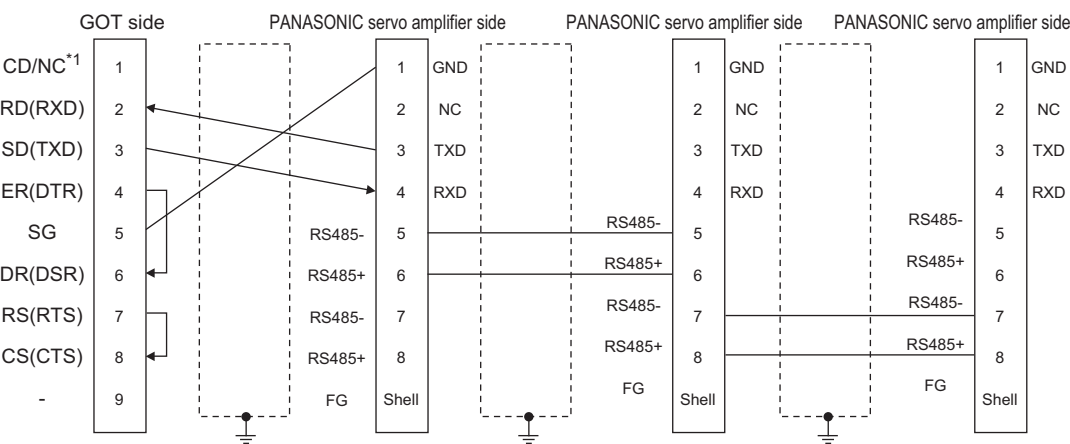 GOT side PANASONIC servo amplifier side PANASONIC servo amplifier side PANASONIC servo amplifier side
CD/NC*1 1 1 GND 1 GND 1 GND
RD(RXD) 2 2 NC 2 NC 2 NC
SD(TXD) 3 3 TXD 3 TXD 3 TXD
ER(DTR) 4 4 RXD 4 RXD 4 RXD
SG 5 RS485- 5 RS485- 5 RS485- 5
DR(DSR) 6 RS485+ 6 RS485+ 6 RS485+ 6
RS(RTS) 7 RS485- 7 RS485- 7 RS485- 7
CS(CTS) 8 RS485+ 8 RS485+ 8 RS485+ 8
- 9 FG Shell FG Shell FG Shell